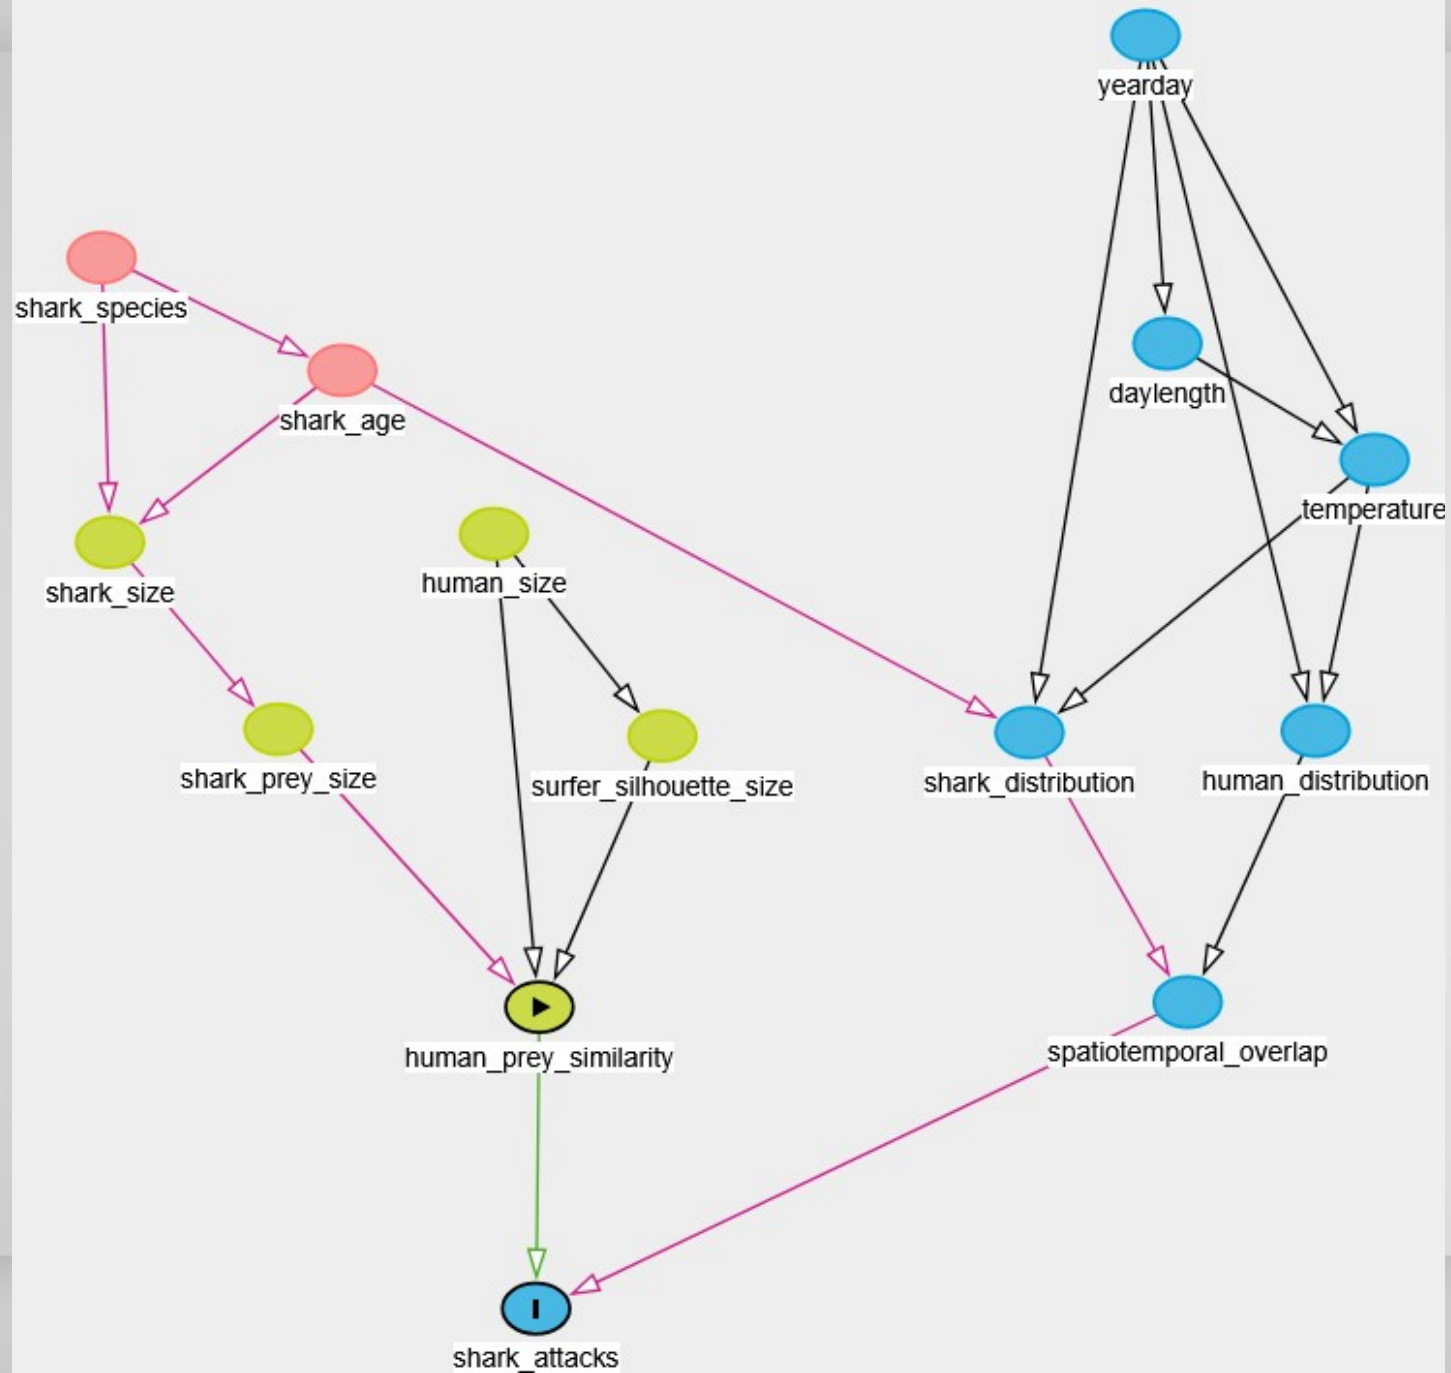 yearday
shark_species
daylength
shark_age
temperature
human_size
shark_size
shark_prey_size
surfer_silhouette_size
shark_distribution
human_distribution
human_prey_similarity
spatiotemporal_overlap
shark_attacks